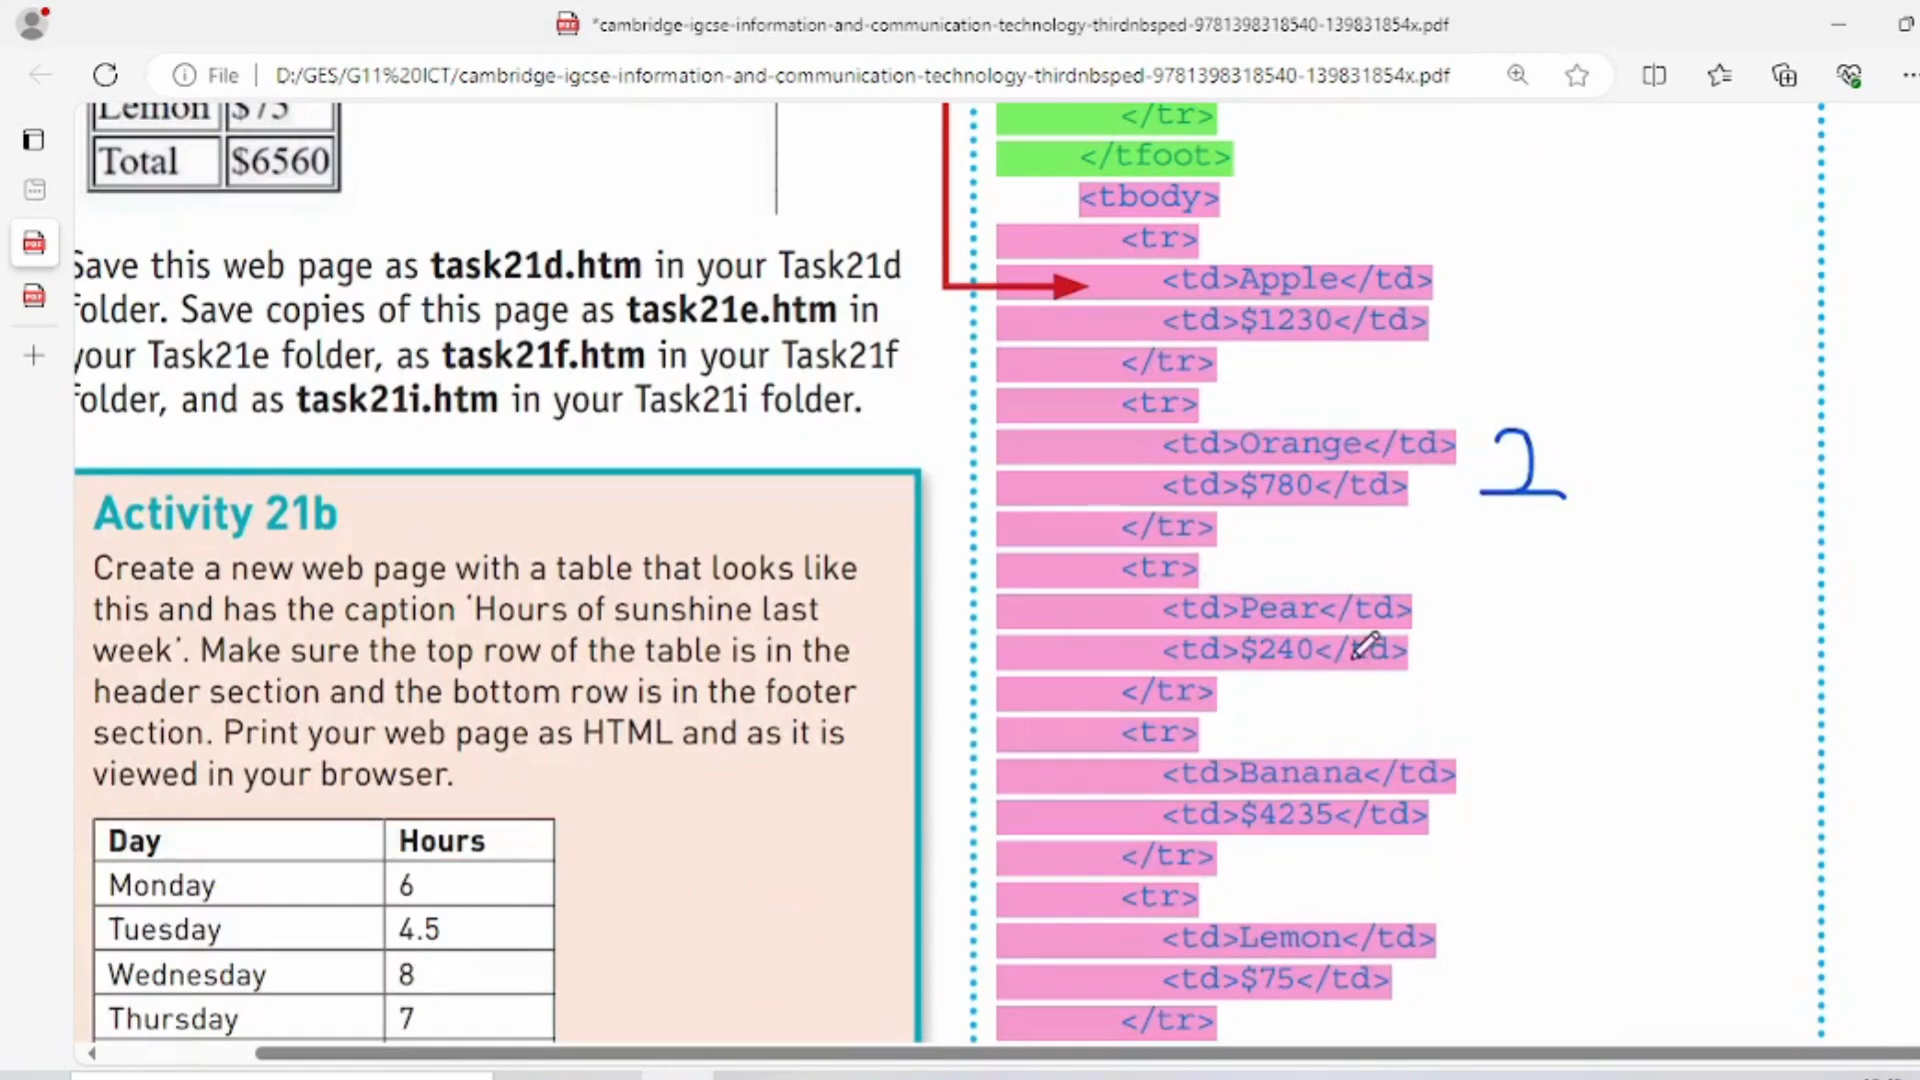 *cambridge-igcse-information-and-communication-technology-thirdnbsped-9781398318540-139831854x.pdf
File | D:/GES/G11%20ICT/cambridge-igcse-information-and-communication-technology-thirdnbsped-9781398318540-139831854x.pdf
Lemon $75
Total $6560
Save this web page as task21d.htm in your Task21d
folder. Save copies of this page as task21e.htm in
your Task21e folder, as task21f.htm in your Task21f
folder, and as task21i.htm in your Task21i folder.
Activity 21b
Create a new web page with a table that looks like
this and has the caption ‘Hours of sunshine last
week’. Make sure the top row of the table is in the
header section and the bottom row is in the footer
section. Print your web page as HTML and as it is
viewed in your browser.
Day Hours
Monday 6
Tuesday 4.5
Wednesday 8
Thursday 7
</tr>
</tfoot>
<tbody>
<tr>
<td>Apple</td>
<td>$1230</td>
</tr>
<tr>
<td>Orange</td>
<td>$780</td>
2
</tr>
<tr>
<td>Pear</td>
<td>$240</td>
</tr>
<tr>
<td>Banana</td>
<td>$4235</td>
</tr>
<tr>
<td>Lemon</td>
<td>$75</td>
</tr>